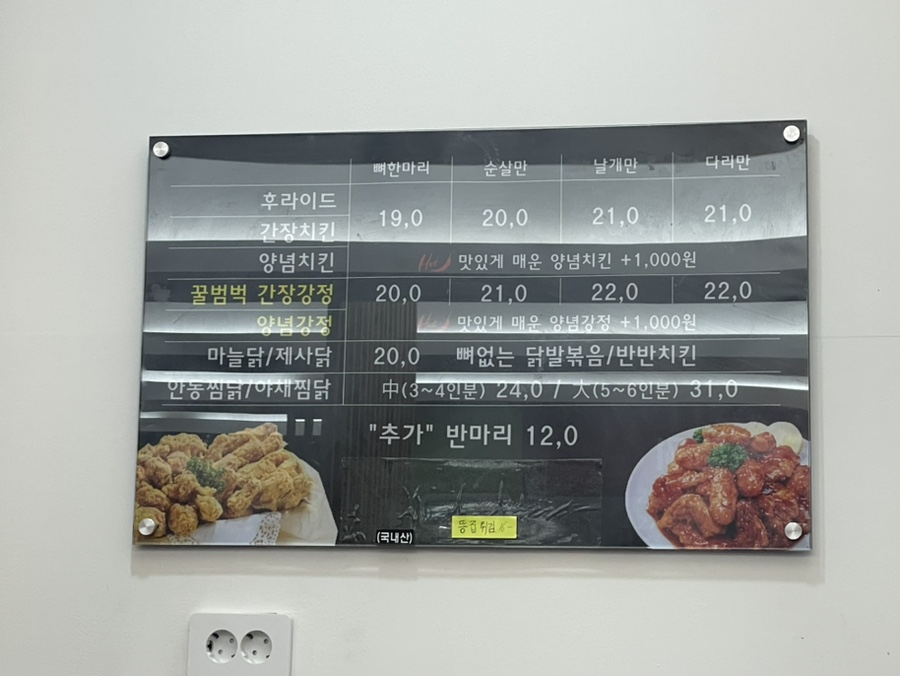 뼈한마리 순살만 날개만 다리만
후라이드
19,0 20,0 21,0 21,0
간장치킨
양념치킨 Hot 맛있게 매운 양념치킨 +1,000원
꿀범벅 간장강정 20,0 21,0 22,0 22,0
양념강정 Hot 맛있게 매운 양념강정 +1,000원
마늘닭/제사닭 20,0 뼈없는 닭발볶음/반반치킨
안동찜닭/야채찜닭 中(3~4인분) 24,0 / 大(5~6인분) 31,0
"추가" 반마리 12,0
똥집튀김
(국내산)